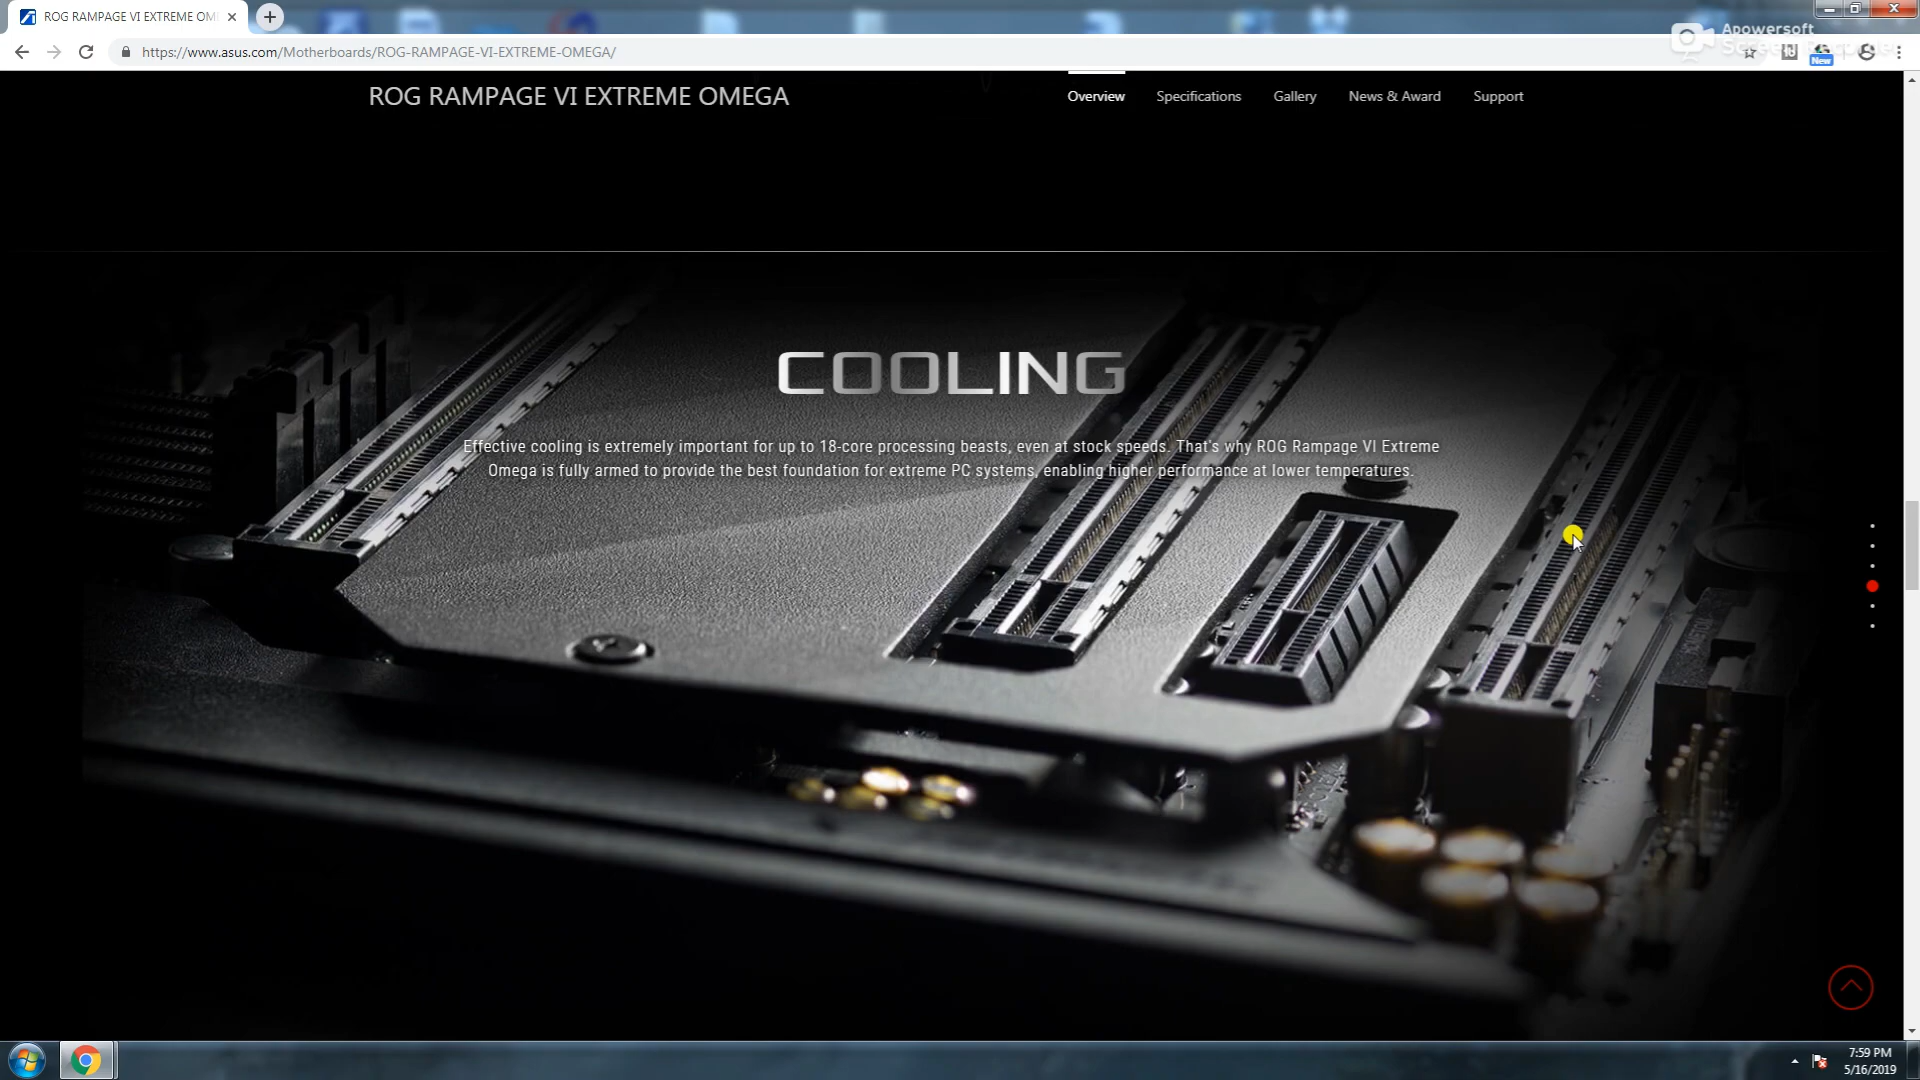 ROG RAMPAGE VI EXTREME OM
https://www.asus.com/Motherboards/ROG-RAMPAGE-VI-EXTREME-OMEGA/
Apowersoft
Screen Recorder
New
ROG RAMPAGE VI EXTREME OMEGA
Overview
Specifications
Gallery
News & Award
Support
COOLING
Effective cooling is extremely important for up to 18-core processing beasts, even at stock speeds. That's why ROG Rampage VI Extreme
Omega is fully armed to provide the best foundation for extreme PC systems, enabling higher performance at lower temperatures.
7:59 PM
5/16/2019